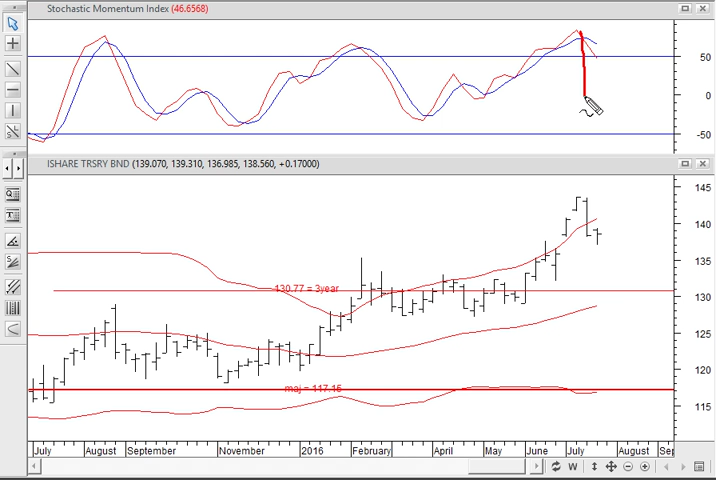 Stochastic Momentum Index (46.6568)
50
0
-50
ISHARE TRSRY BND (139.070, 139.310, 136.985, 138.560, +0.17000)
145
140
135
130.77 = 3year
130
125
120
maj = 117.16
115
July August September November 2016 February April May June July August Sep
W